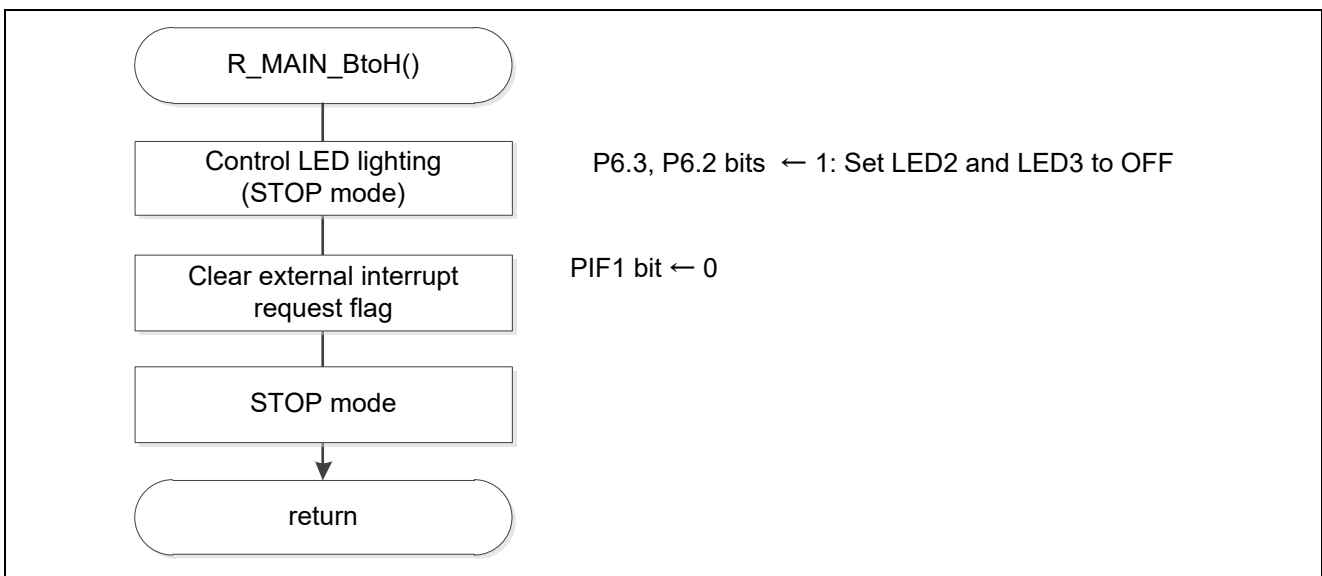 R_MAIN_BtoH()
Control LED lighting
(STOP mode)
P6.3, P6.2 bits ← 1: Set LED2 and LED3 to OFF
Clear external interrupt
request flag
PIF1 bit ← 0
STOP mode
return